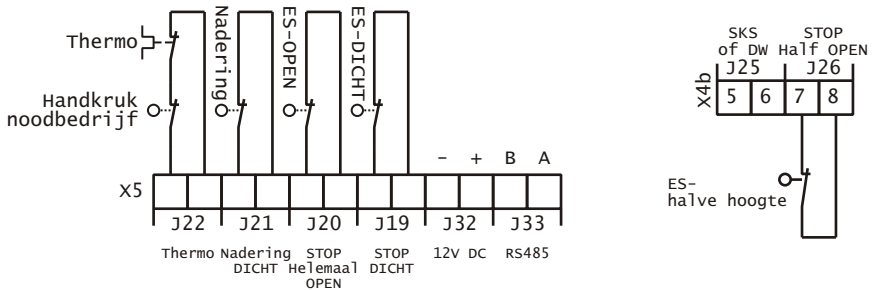 Thermo
Handkruk
noodbedrijf
Nadering
ES-OPEN
ES-DICHT
- + B A
X5
J22 J21 J20 J19 J32 J33
Thermo Nadering STOP STOP 12V DC RS485
DICHT Helemaal DICHT
OPEN
SKS STOP
of DW Half OPEN
J25 J26
X4b
5 6 7 8
ES-
halve hoogte